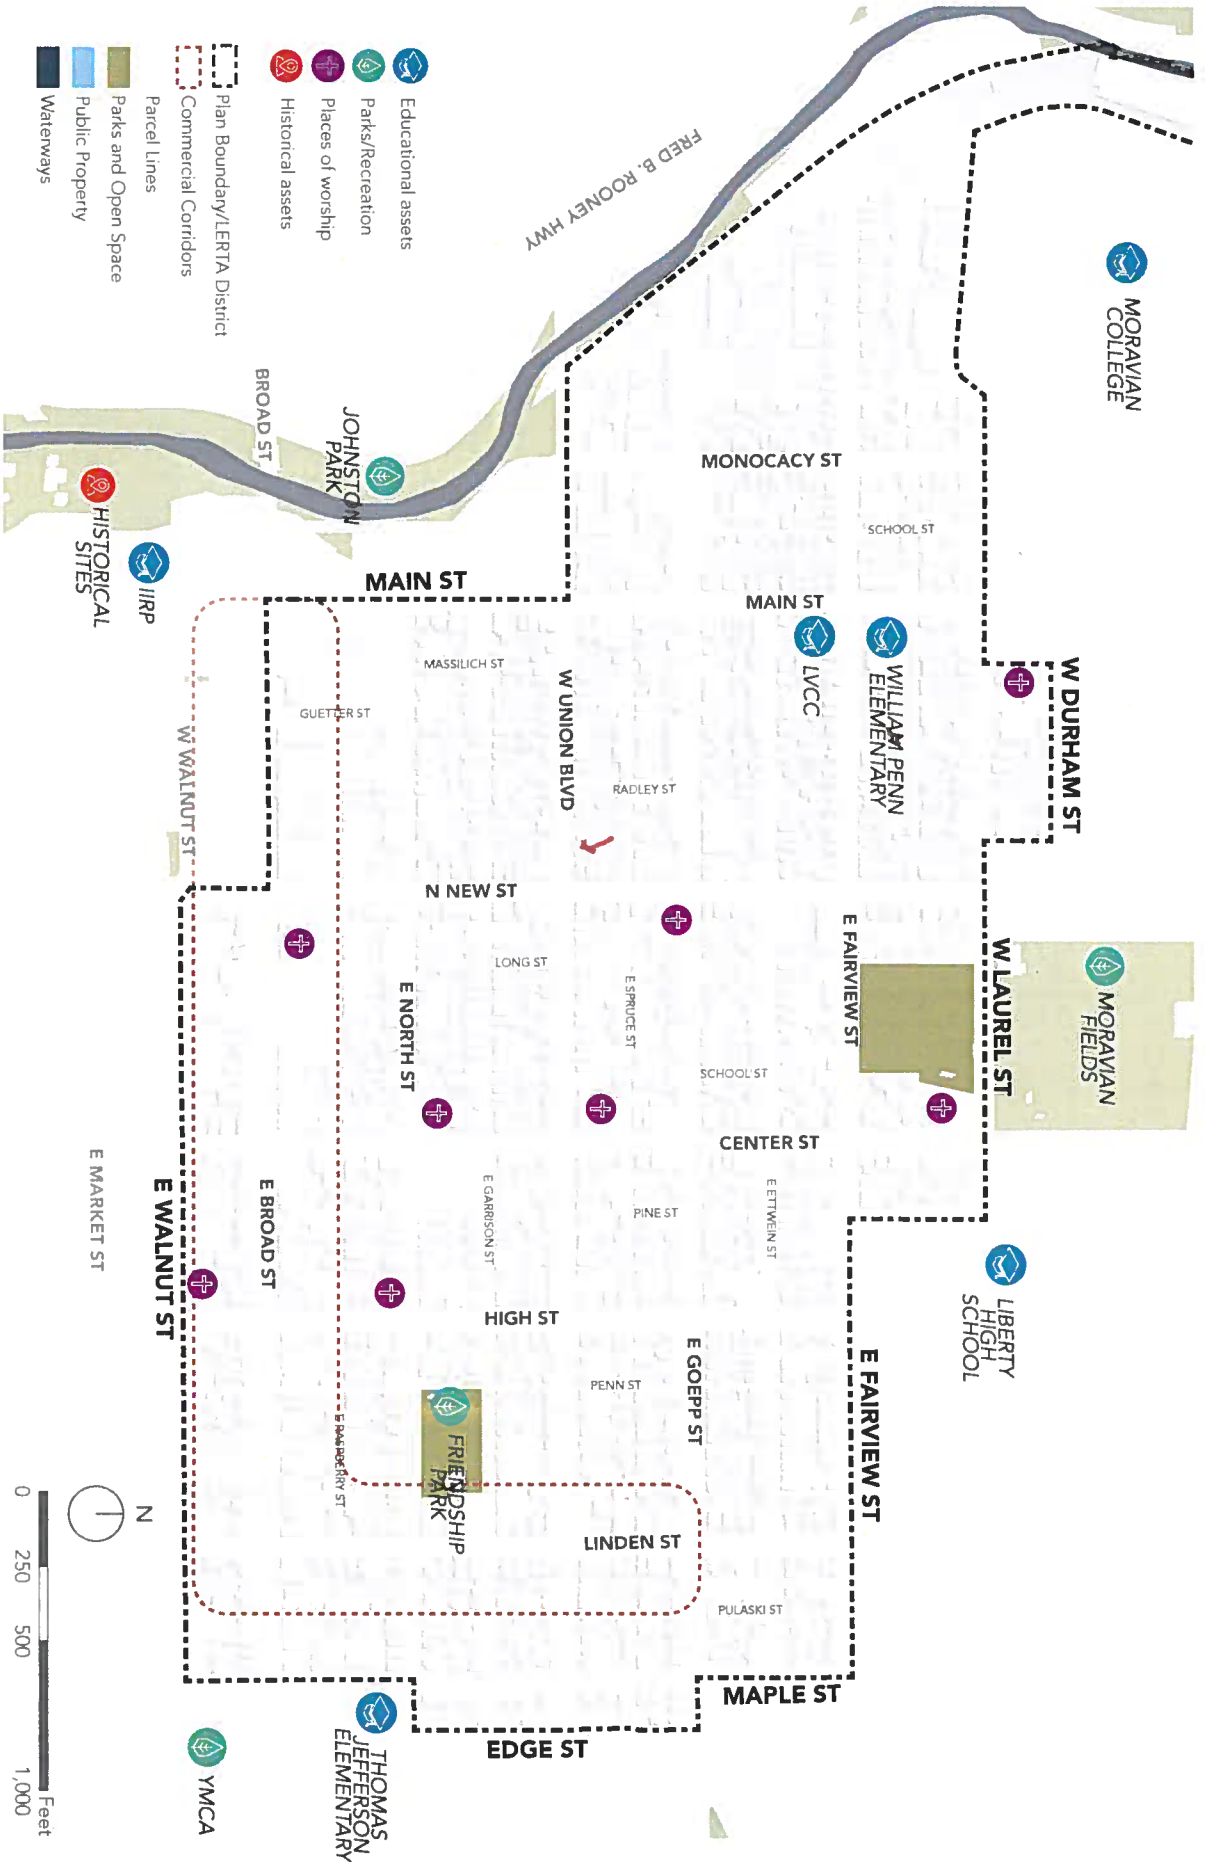 MORAVIAN
COLLEGE
FRED B. ROONEY HWY
Educational assets
Parks/Recreation
Places of worship
Historical assets
Plan Boundary/LERTA District
Commercial Corridors
Parcel Lines
Parks and Open Space
Public Property
Waterways
BROAD ST
JOHNSTON
PARK
HISTORICAL
SITES
IIRP
MONOCACY ST
SCHOOL ST
MAIN ST
MAIN ST
LVCC
WILLIAM PENN
ELEMENTARY
W DURHAM ST
MASSILICH ST
GUETTER ST
W UNION BLVD
RADLEY ST
W WALNUT ST
N NEW ST
LONG ST
E NORTH ST
E SPRUCE ST
E FAIRVIEW ST
W LAUREL ST
MORAVIAN
FIELDS
SCHOOL ST
CENTER ST
E MARKET ST
E WALNUT ST
E BROAD ST
E GARRISON ST
PINE ST
E ETTWEIN ST
LIBERTY
HIGH
SCHOOL
HIGH ST
E GOEPP ST
PENN ST
E FAIRVIEW ST
E RASPBERRY ST
FRIENDSHIP
PARK
LINDEN ST
PULASKI ST
MAPLE ST
EDGE ST
THOMAS
JEFFERSON
ELEMENTARY
YMCA
N
0 250 500 1,000
Feet